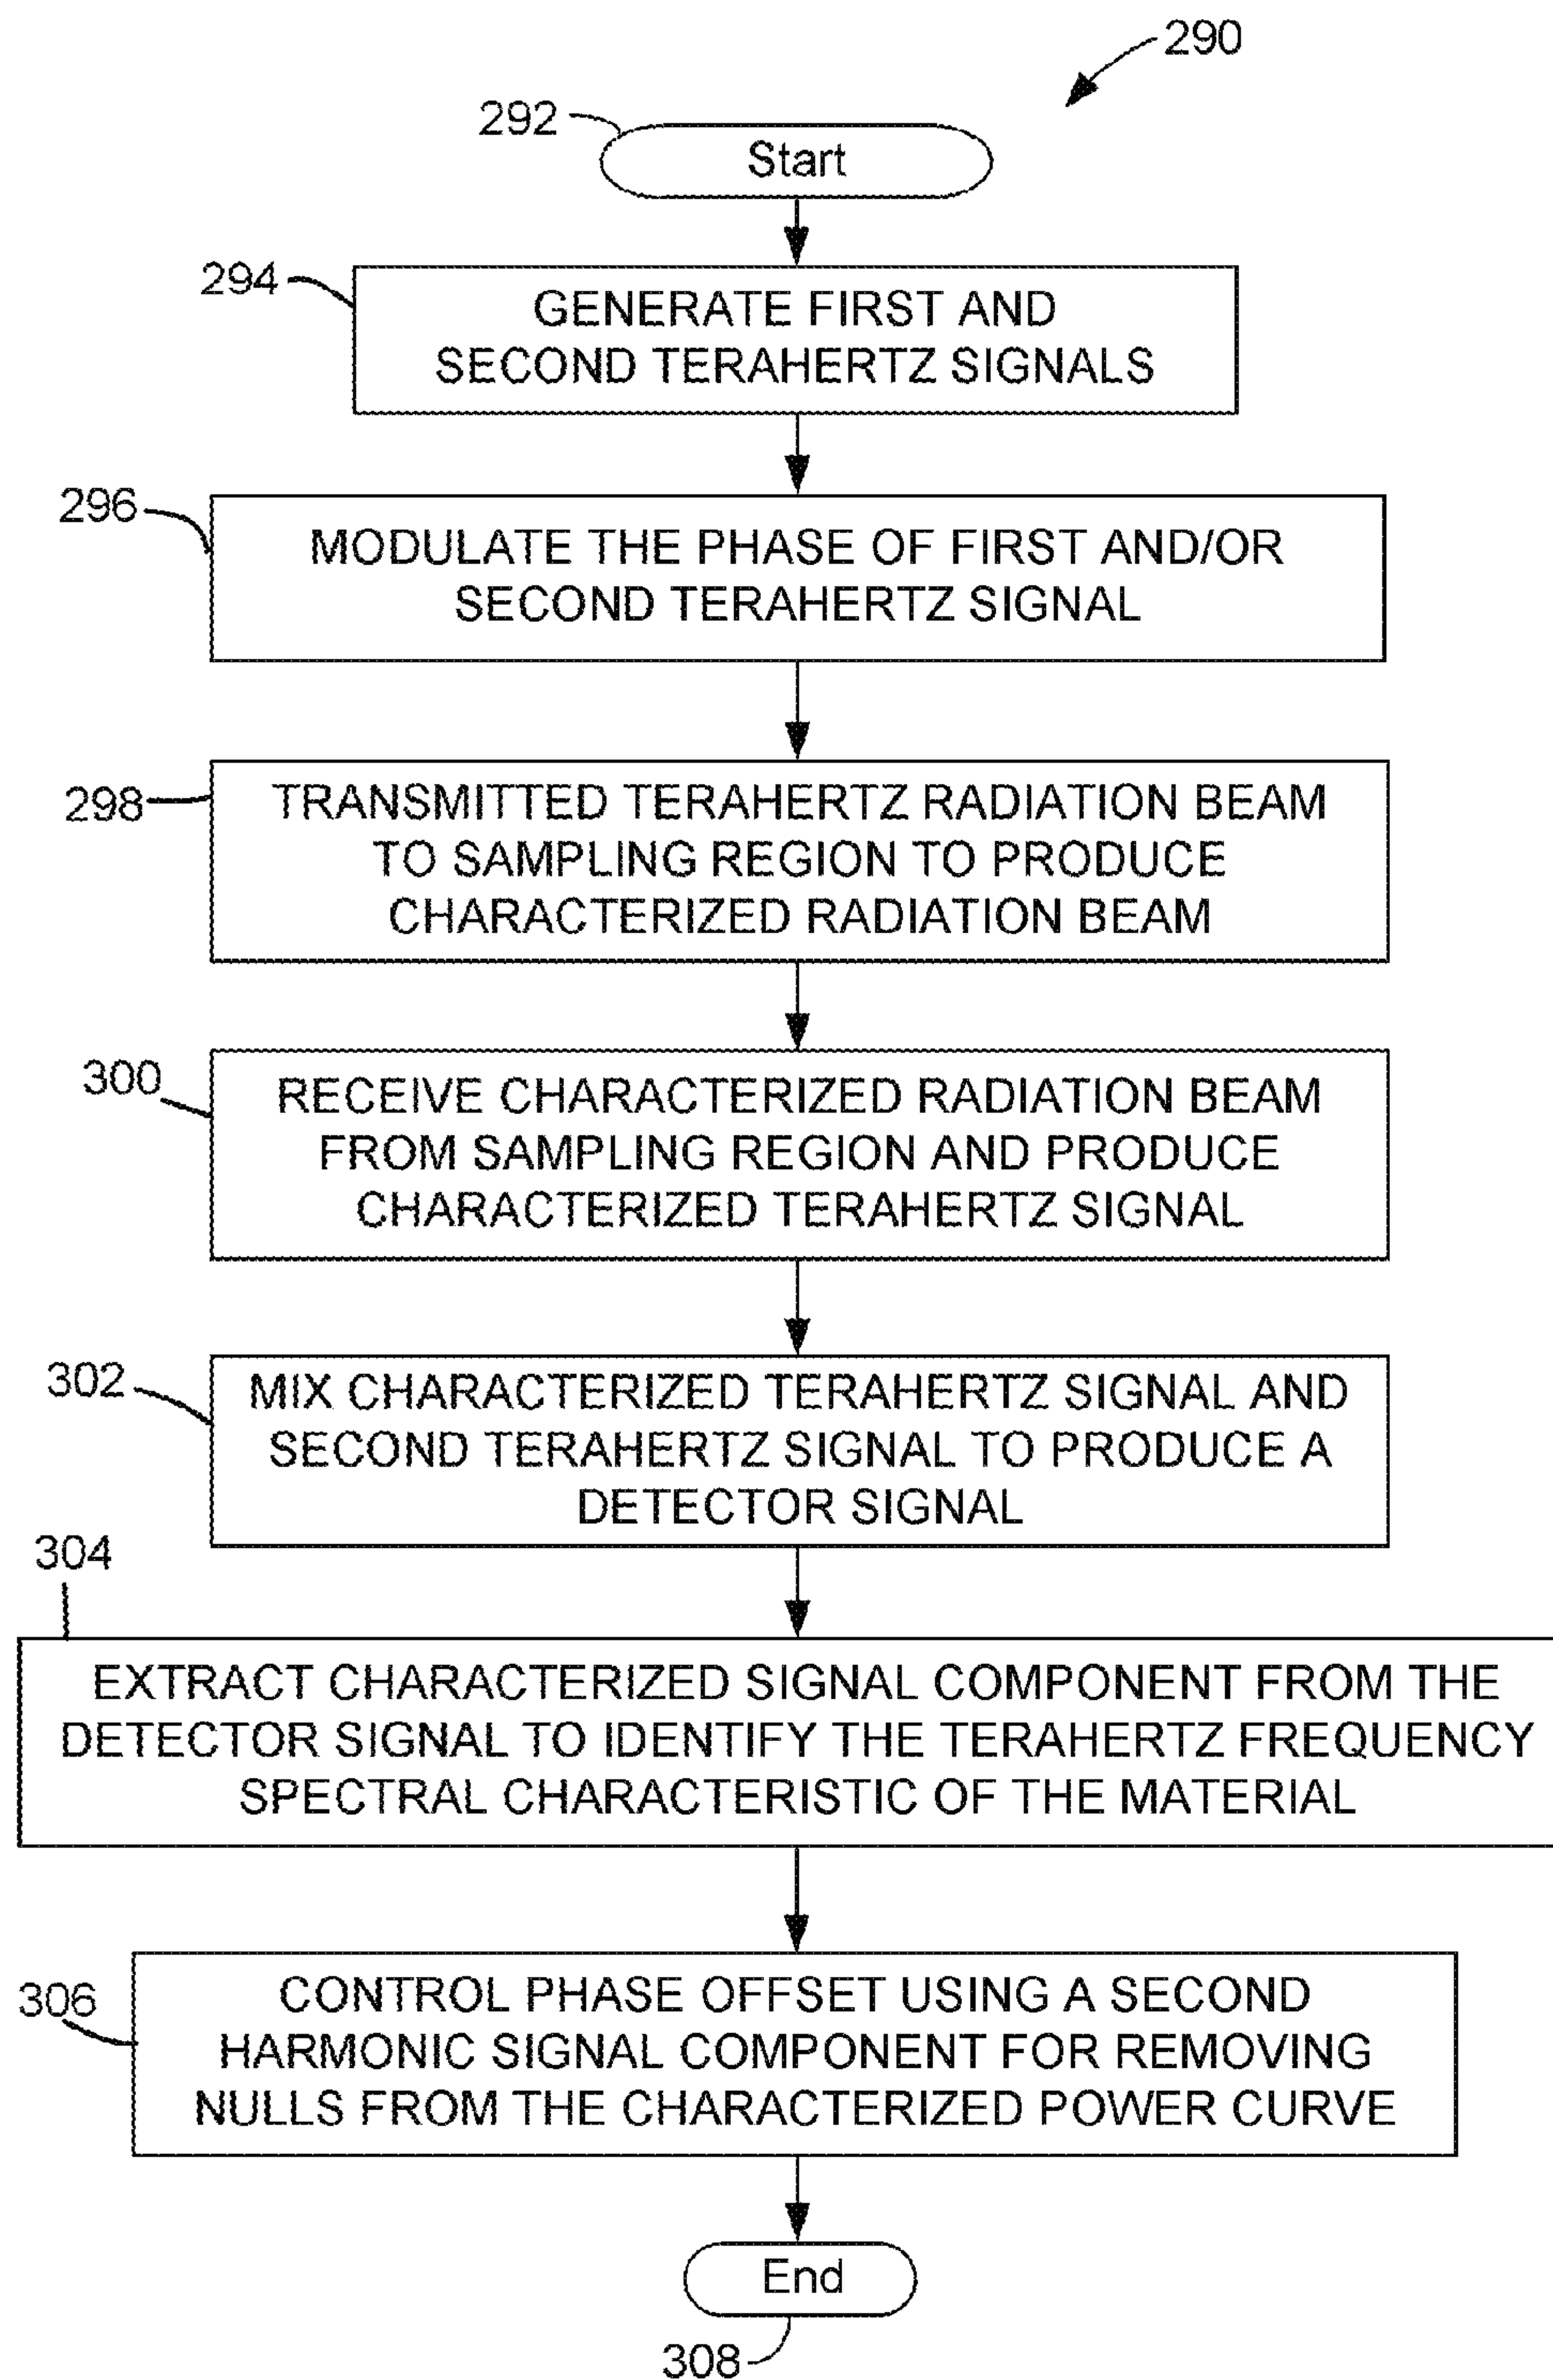 290
292
Start
294
GENERATE FIRST AND
SECOND TERAHERTZ SIGNALS
296
MODULATE THE PHASE OF FIRST AND/OR
SECOND TERAHERTZ SIGNAL
298
TRANSMITTED TERAHERTZ RADIATION BEAM
TO SAMPLING REGION TO PRODUCE
CHARACTERIZED RADIATION BEAM
300
RECEIVE CHARACTERIZED RADIATION BEAM
FROM SAMPLING REGION AND PRODUCE
CHARACTERIZED TERAHERTZ SIGNAL
302
MIX CHARACTERIZED TERAHERTZ SIGNAL AND
SECOND TERAHERTZ SIGNAL TO PRODUCE A
DETECTOR SIGNAL
304
EXTRACT CHARACTERIZED SIGNAL COMPONENT FROM THE
DETECTOR SIGNAL TO IDENTIFY THE TERAHERTZ FREQUENCY
SPECTRAL CHARACTERISTIC OF THE MATERIAL
306
CONTROL PHASE OFFSET USING A SECOND
HARMONIC SIGNAL COMPONENT FOR REMOVING
NULLS FROM THE CHARACTERIZED POWER CURVE
End
308